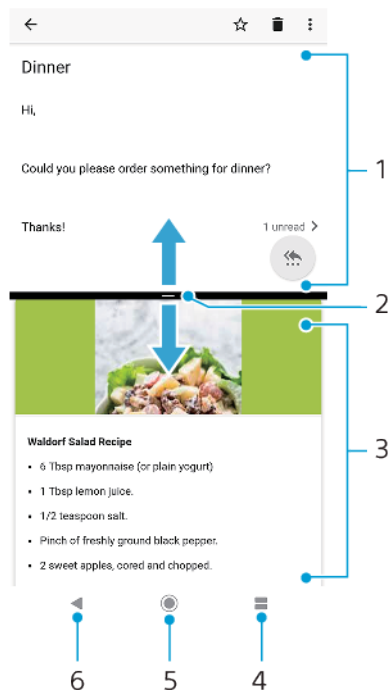 Dinner
Hi,
Could you please order something for dinner?
Thanks!
1 unread
1
2
Waldorf Salad Recipe
• 6 Tbsp mayonnaise (or plain yogurt)
• 1 Tbsp lemon juice.
• 1/2 teaspoon salt.
• Pinch of freshly ground black pepper.
• 2 sweet apples, cored and chopped.
3
6
5
4